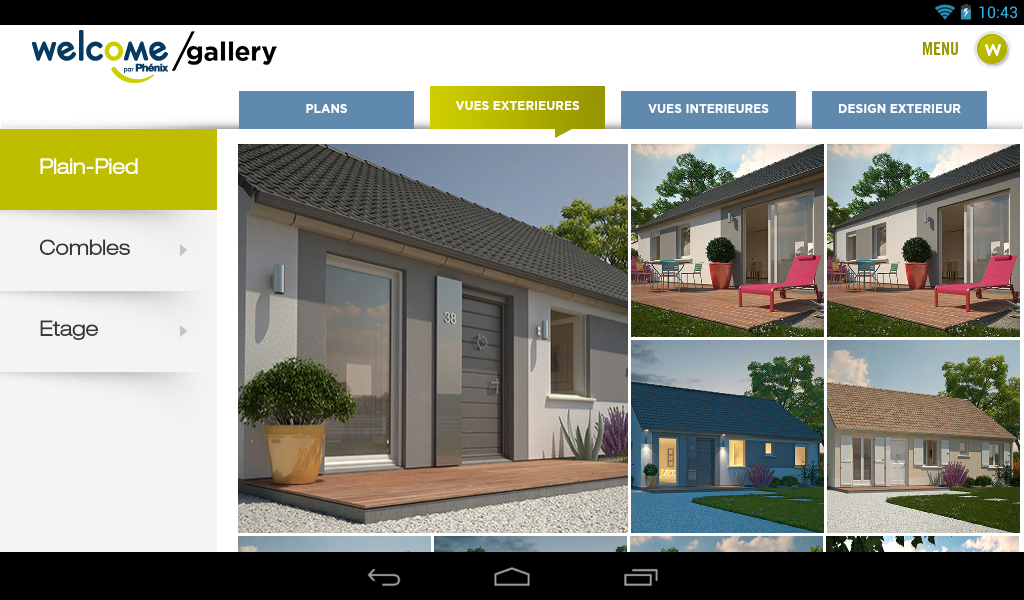 10:43
welcome /gallery
par Phénix
MENU
W
PLANS
VUES EXTERIEURES
VUES INTERIEURES
DESIGN EXTERIEUR
Plain-Pied
Combles
Etage
38